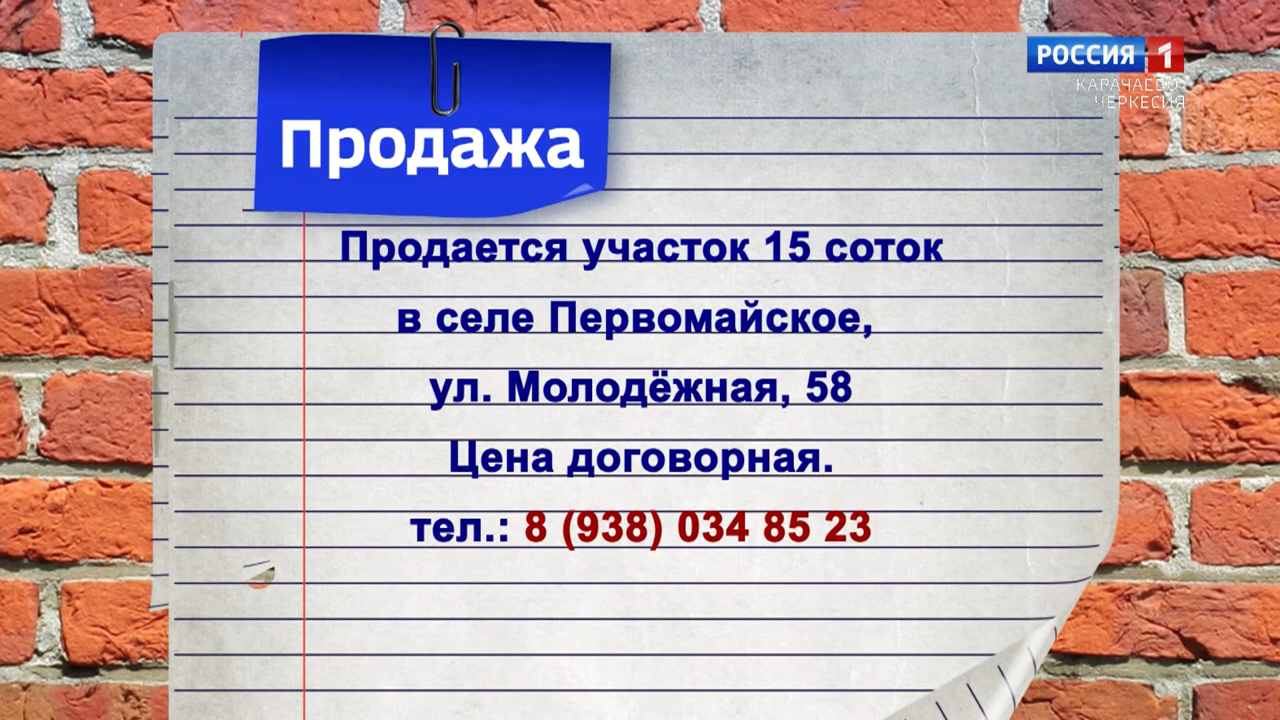 РОССИЯ 1
КАРАЧАЕВО-
ЧЕРКЕСИЯ
Продажа
Продается участок 15 соток
в селе Первомайское,
ул. Молодёжная, 58
Цена договорная.
тел.: 8 (938) 034 85 23